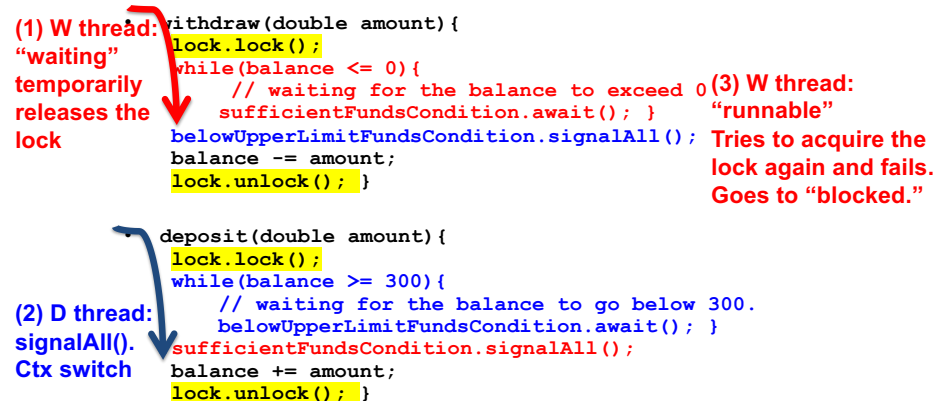 • withdraw(double amount){
lock.lock();
while(balance <= 0){
// waiting for the balance to exceed 0
sufficientFundsCondition.await(); }
belowUpperLimitFundsCondition.signalAll();
balance -= amount;
lock.unlock(); }
(1) W thread:
“waiting”
temporarily
releases the
lock
(3) W thread:
“runnable”
Tries to acquire the
lock again and fails.
Goes to “blocked.”
• deposit(double amount){
lock.lock();
while(balance >= 300){
// waiting for the balance to go below 300.
belowUpperLimitFundsCondition.await(); }
sufficientFundsCondition.signalAll();
balance += amount;
lock.unlock(); }
(2) D thread:
signalAll().
Ctx switch